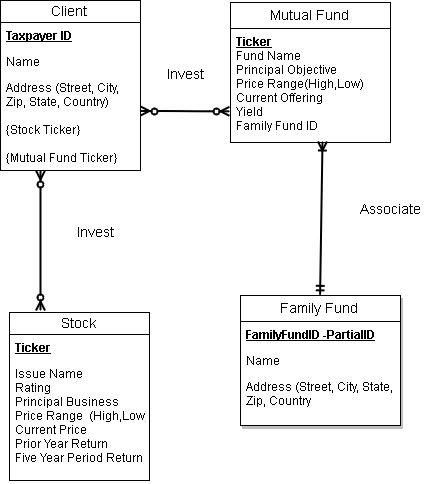 Client
Taxpayer ID
Name
Address (Street, City,
Zip, State, Country)
{Stock Ticker}
{Mutual Fund Ticker}
Invest
Mutual Fund
Ticker
Fund Name
Principal Objective
Price Range(High,Low)
Current Offering
Yield
Family Fund ID
Invest
Associate
Stock
Ticker
Issue Name
Rating
Principal Business
Price Range (High,Low
Current Price
Prior Year Return
Five Year Period Return
Family Fund
FamilyFundID -PartialID
Name
Address (Street, City, State,
Zip, Country